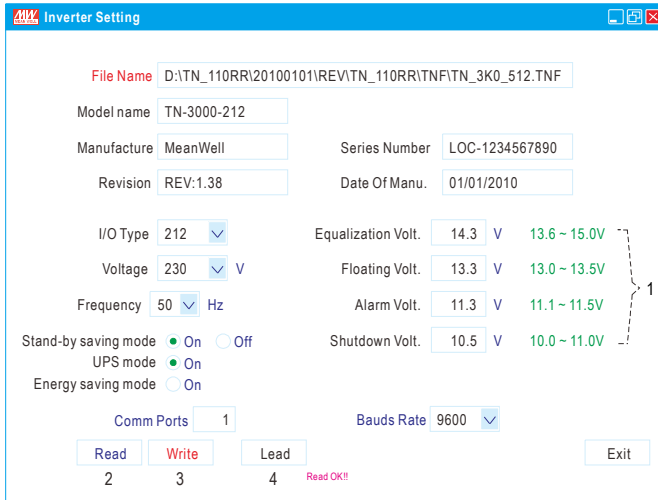 MW MEAN WELL Inverter Setting
File Name D:\TN_110RR\20100101\REV\TN_110RR\TNF\TN_3K0_512.TNF
Model name TN-3000-212
Manufacture MeanWell Series Number LOC-1234567890
Revision REV:1.38 Date Of Manu. 01/01/2010
I/O Type 212 Equalization Volt. 14.3 V 13.6 ~ 15.0V
Voltage 230 V Floating Volt. 13.3 V 13.0 ~ 13.5V
1
Frequency 50 Hz Alarm Volt. 11.3 V 11.1 ~ 11.5V
Stand-by saving mode On Off Shutdown Volt. 10.5 V 10.0 ~ 11.0V
UPS mode On
Energy saving mode On
Comm Ports 1 Bauds Rate 9600
Read Write Lead Exit
2 3 4 Read OK!!